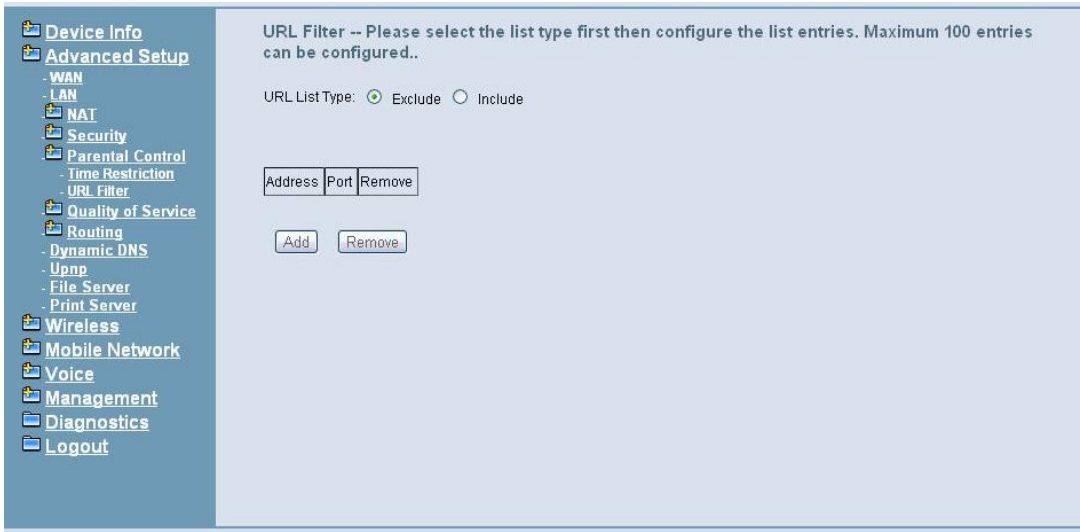 Device Info
Advanced Setup
- WAN
- LAN
NAT
Security
Parental Control
- Time Restriction
- URL Filter
Quality of Service
Routing
- Dynamic DNS
- Upnp
- File Server
- Print Server
Wireless
Mobile Network
Voice
Management
Diagnostics
Logout
URL Filter -- Please select the list type first then configure the list entries. Maximum 100 entries
can be configured..
URL List Type: Exclude Include
Address Port Remove
Add Remove